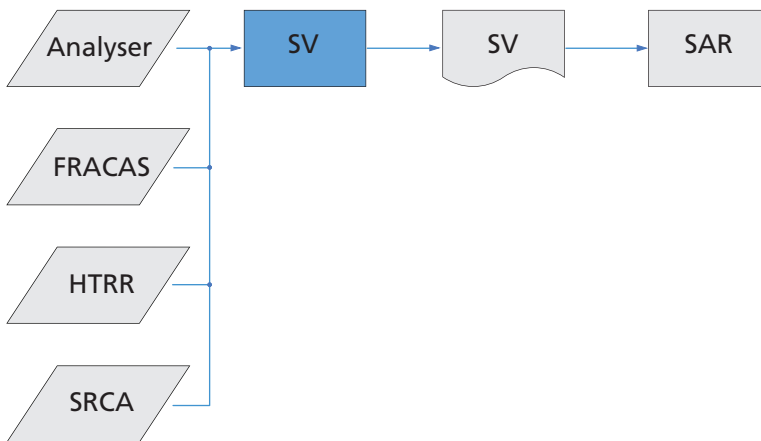 Analyser
SV
SV
SAR
FRACAS
HTRR
SRCA